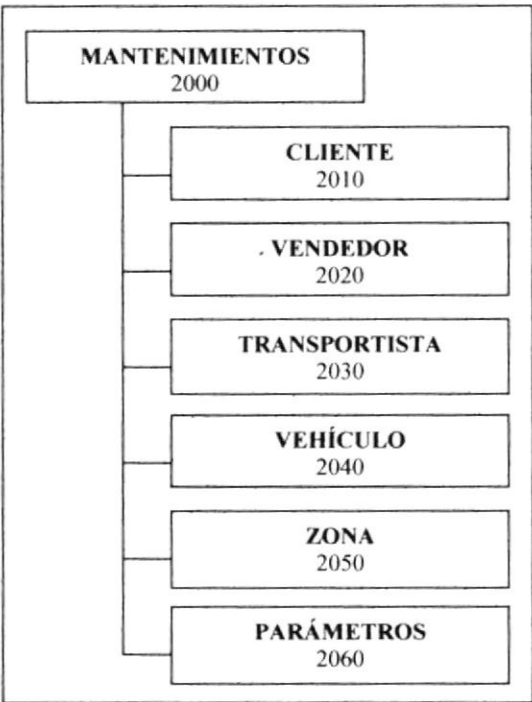 MANTENIMIENTOS
2000
CLIENTE
2010
VENDEDOR
2020
TRANSPORTISTA
2030
VEHÍCULO
2040
ZONA
2050
PARÁMETROS
2060